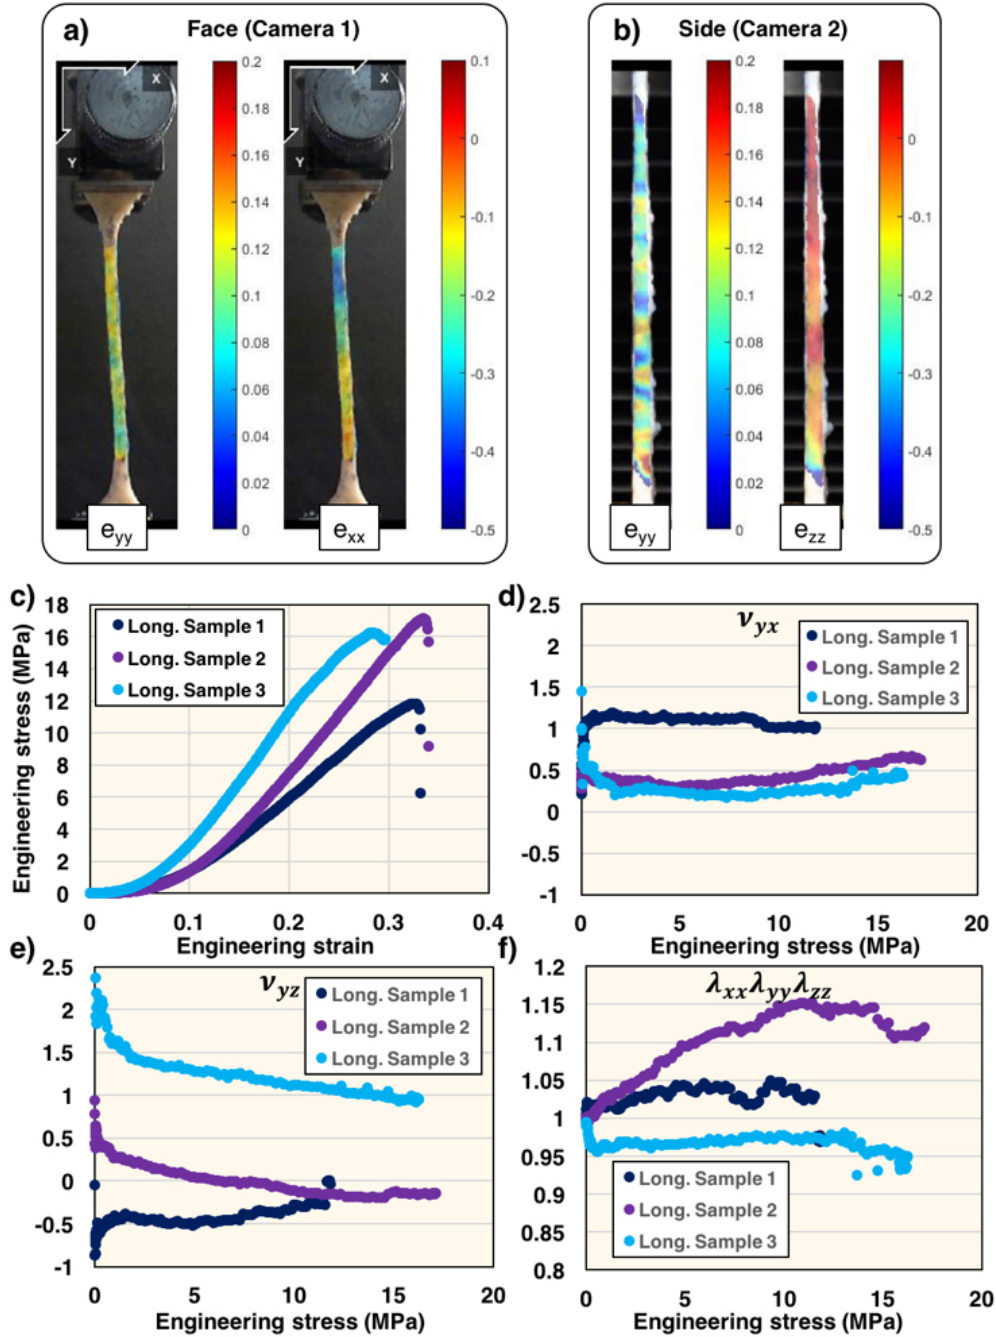 a) Face (Camera 1)
X
Y
0.2
0.18
0.16
0.14
0.12
0.1
0.08
0.06
0.04
0.02
0
e_yy
X
Y
0.1
0
-0.1
-0.2
-0.3
-0.4
-0.5
e_xx
b) Side (Camera 2)
0.2
0.18
0.16
0.14
0.12
0.1
0.08
0.06
0.04
0.02
0
e_yy
0
-0.1
-0.2
-0.3
-0.4
-0.5
e_zz
c)
Engineering stress (MPa)
18
16
14
12
10
8
6
4
2
0
Long. Sample 1
Long. Sample 2
Long. Sample 3
0 0.1 0.2 0.3 0.4
Engineering strain
d)
2.5
2
1.5
1
0.5
0
-0.5
-1
ν_yx
Long. Sample 1
Long. Sample 2
Long. Sample 3
0 5 10 15 20
Engineering stress (MPa)
e)
2.5
2
1.5
1
0.5
0
-0.5
-1
ν_yz
Long. Sample 1
Long. Sample 2
Long. Sample 3
0 5 10 15 20
Engineering stress (MPa)
f)
1.2
1.15
1.1
1.05
1
0.95
0.9
0.85
0.8
λ_xxλ_yyλ_zz
Long. Sample 1
Long. Sample 2
Long. Sample 3
0 5 10 15 20
Engineering stress (MPa)